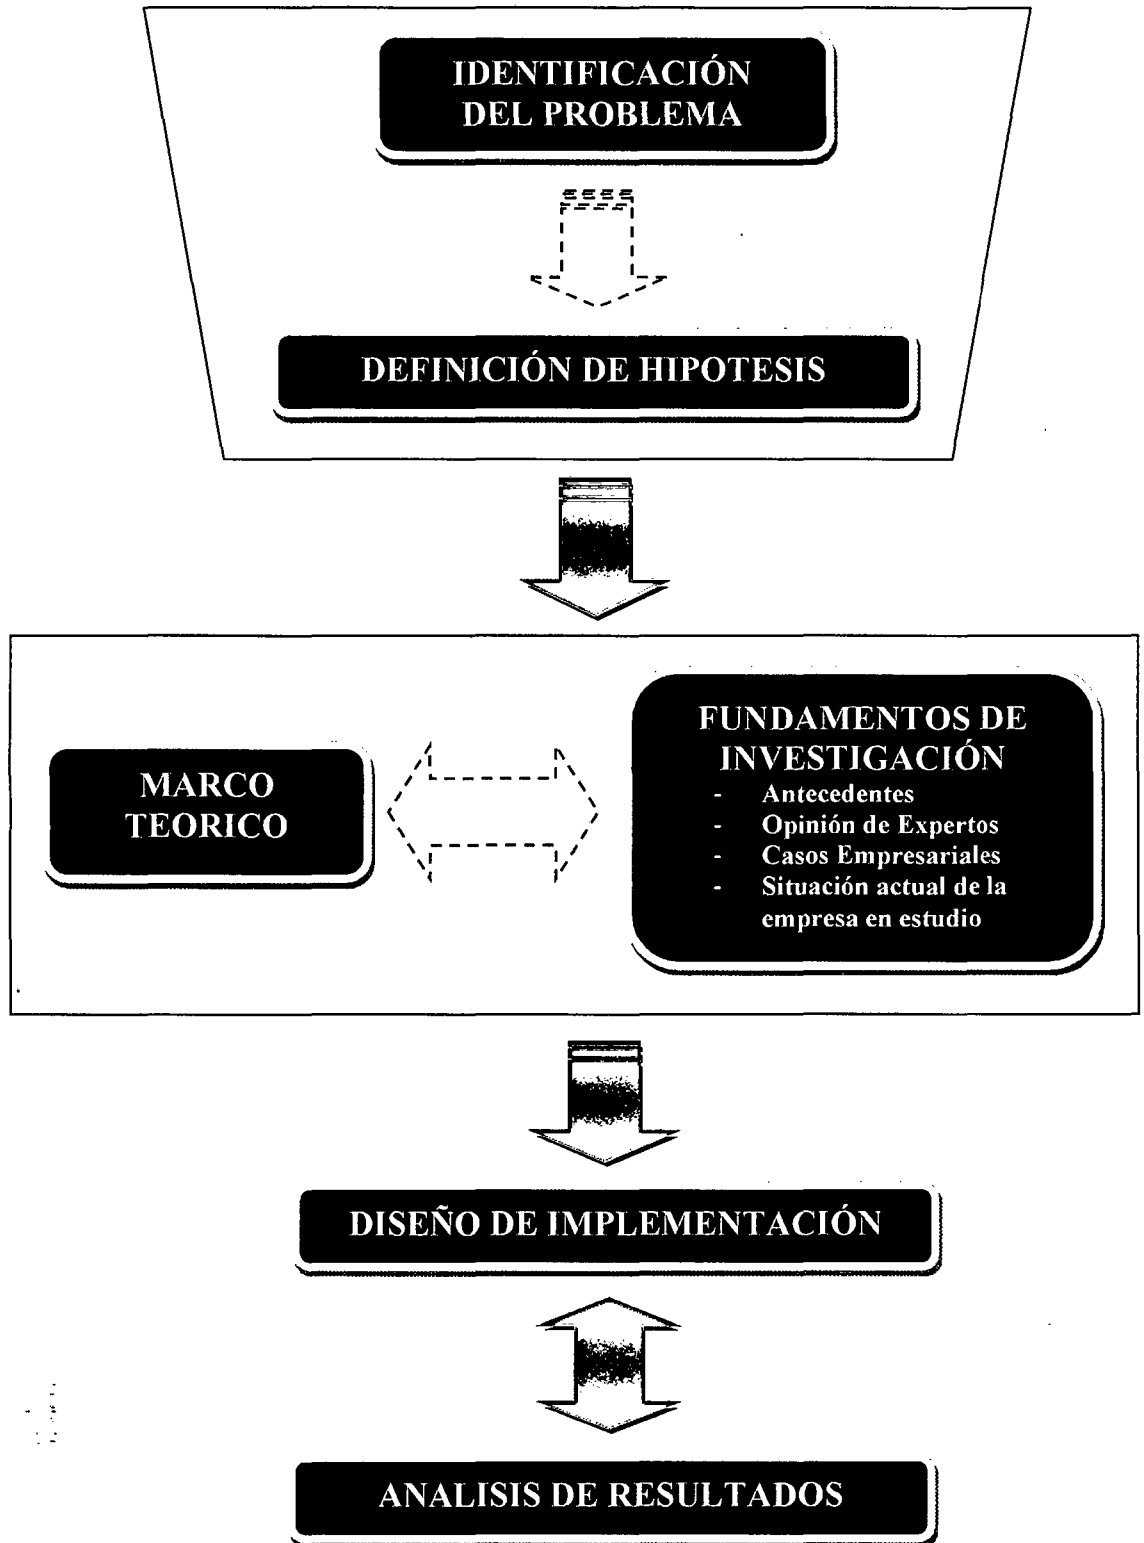 IDENTIFICACIÓN
DEL PROBLEMA
DEFINICIÓN DE HIPOTESIS
MARCO
TEORICO
FUNDAMENTOS DE
INVESTIGACIÓN
- Antecedentes
- Opinión de Expertos
- Casos Empresariales
- Situación actual de la
empresa en estudio
DISEÑO DE IMPLEMENTACIÓN
ANALISIS DE RESULTADOS